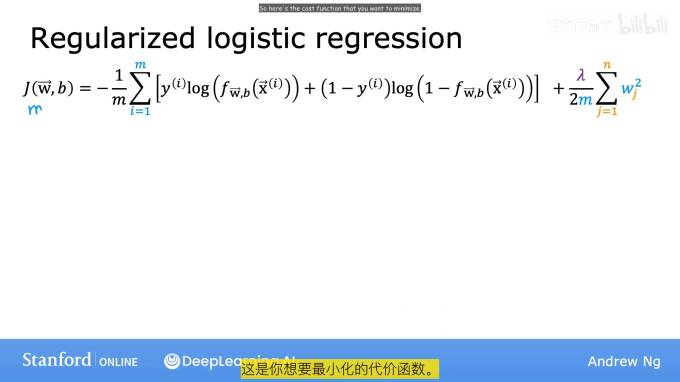 So here's the cost function that you want to minimize.
bilibili
Regularized logistic regression
J(w⃗, b) = −1/m ∑_{i=1}^{m} [y^{(i)}log(f_{w⃗,b}(x⃗^{(i)})) + (1 − y^{(i)})log(1 − f_{w⃗,b}(x⃗^{(i)}))] + λ/2m ∑_{j=1}^{n} w_j^2
m
Stanford ONLINE DeepLearning.AI Andrew Ng
这是你想要最小化的代价函数。